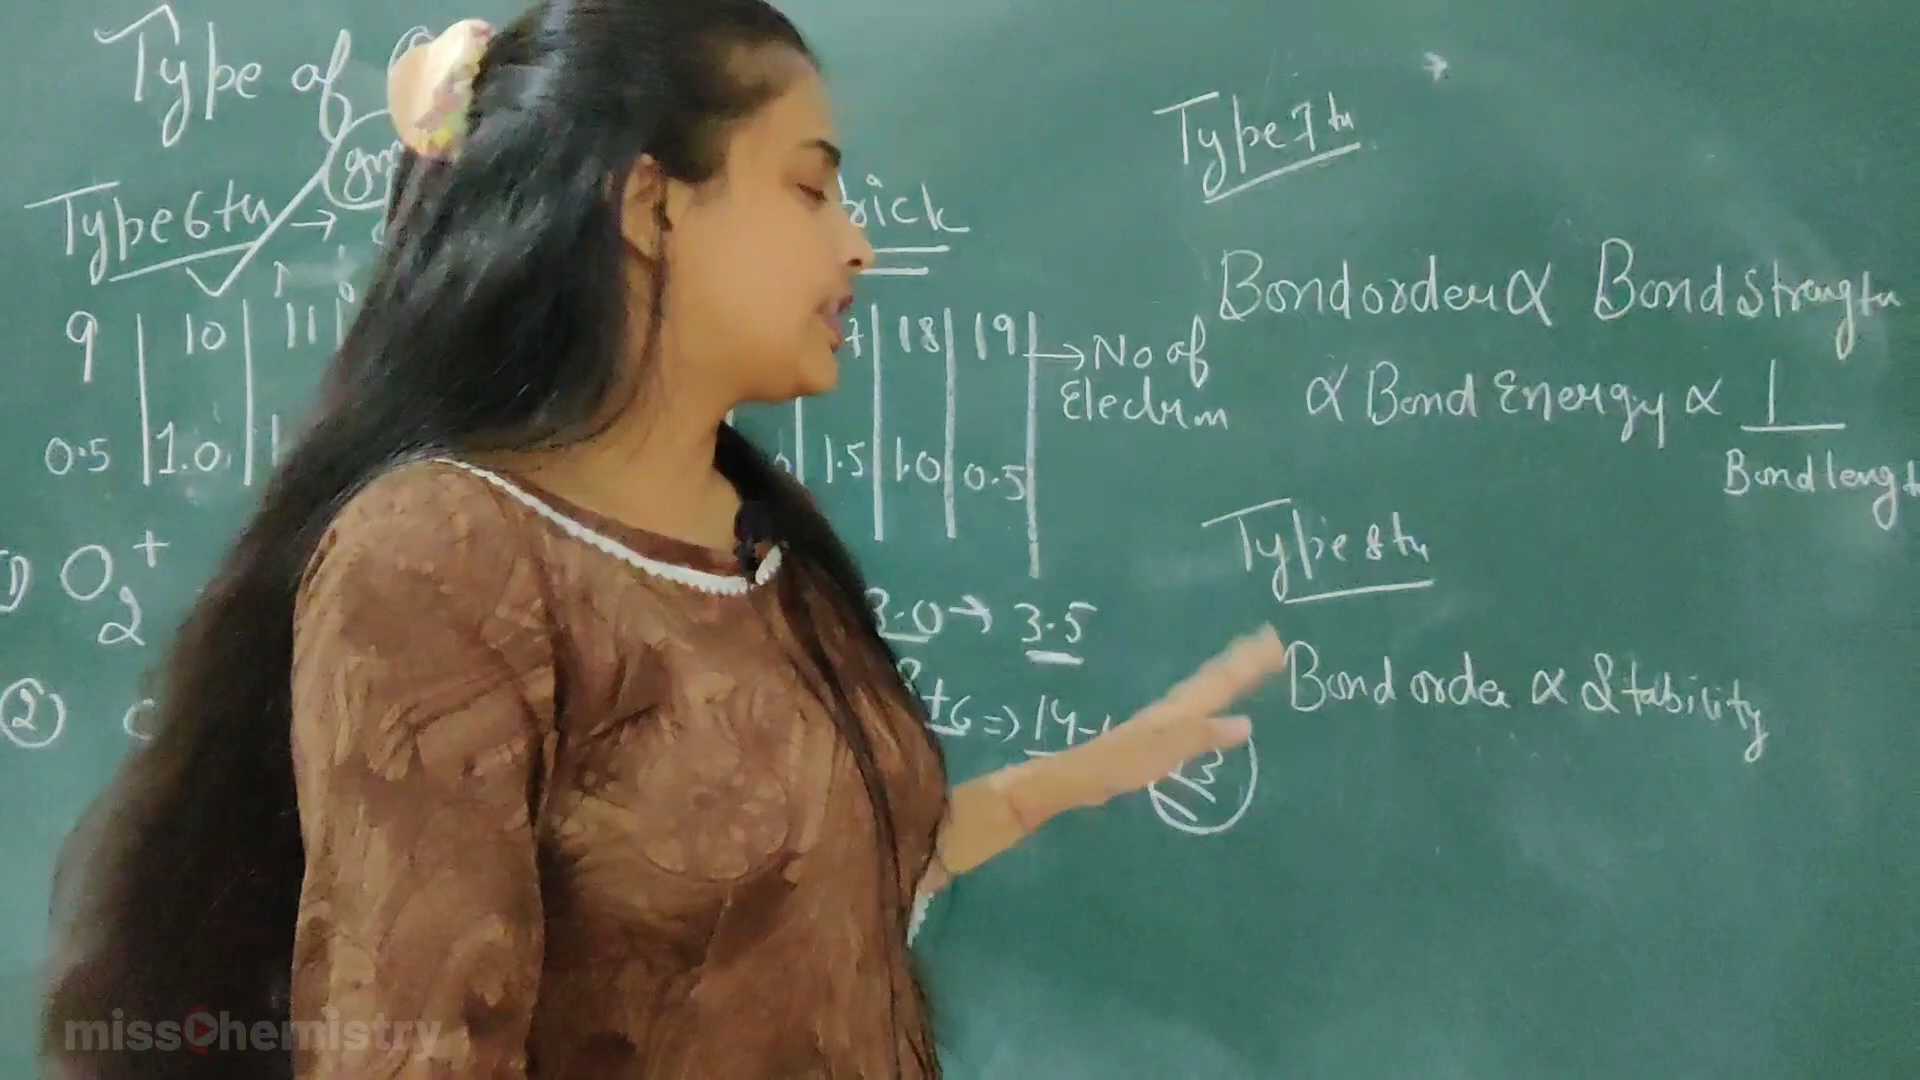 Type of
Type 6th →
rick
9 | 10 | 11 | 7 | 18 | 19 | → No of Electron
0.5 | 1.0 | 1.5 | 1.0 | 0.5
1) O2+
3.0 → 3.5
② C
+6 => 14-
Type 7th
Bond order ∝ Bond Strength
∝ Bond Energy ∝ 1
Bond length
Type 8th
Bond order ∝ Stability
missChemistry